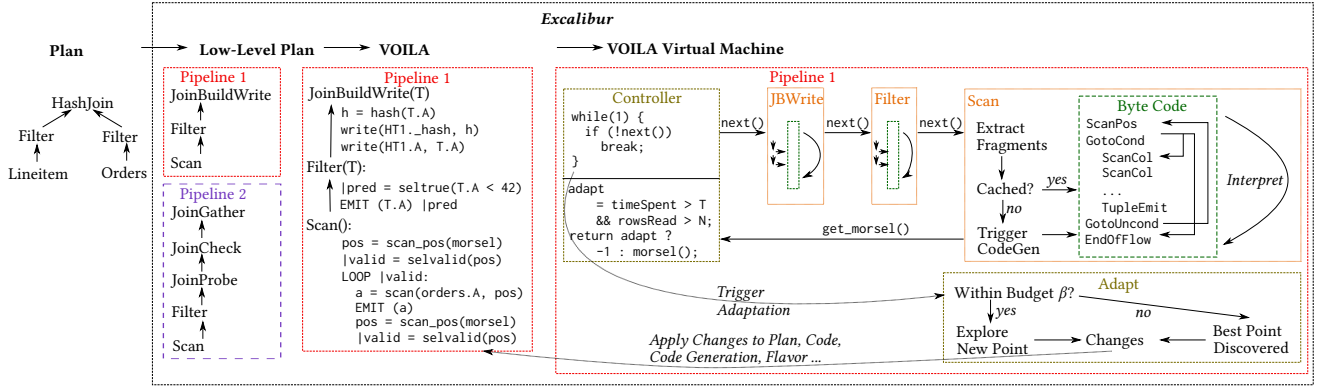 Excalibur
Plan
Low-Level Plan
VOILA
VOILA Virtual Machine
HashJoin
Filter
Filter
Lineitem
Orders
Pipeline 1
JoinBuildWrite
Filter
Scan
Pipeline 2
JoinGather
JoinCheck
JoinProbe
Filter
Scan
Pipeline 1
JoinBuildWrite(T)
h = hash(T.A)
write(HT1._hash, h)
write(HT1.A, T.A)
Filter(T):
|pred = seltrue(T.A < 42)
EMIT (T.A) |pred
Scan():
pos = scan_pos(morsel)
|valid = selvalid(pos)
LOOP |valid:
a = scan(orders.A, pos)
EMIT (a)
pos = scan_pos(morsel)
|valid = selvalid(pos)
Pipeline 1
Controller
while(1) {
if (!next())
break;
}
adapt
= timeSpent > T
&& rowsRead > N;
return adapt ?
-1 : morsel();
next()
JBWrite
next()
Filter
next()
get_morsel()
Scan
Extract
Fragments
Cached?
yes
no
Trigger
CodeGen
Byte Code
ScanPos
GotoCond
ScanCol
ScanCol
...
TupleEmit
GotoUncond
EndOfFlow
Interpret
Trigger
Adaptation
Adapt
Within Budget β?
yes
no
Explore
New Point
Changes
Best Point
Discovered
Apply Changes to Plan, Code,
Code Generation, Flavor ...